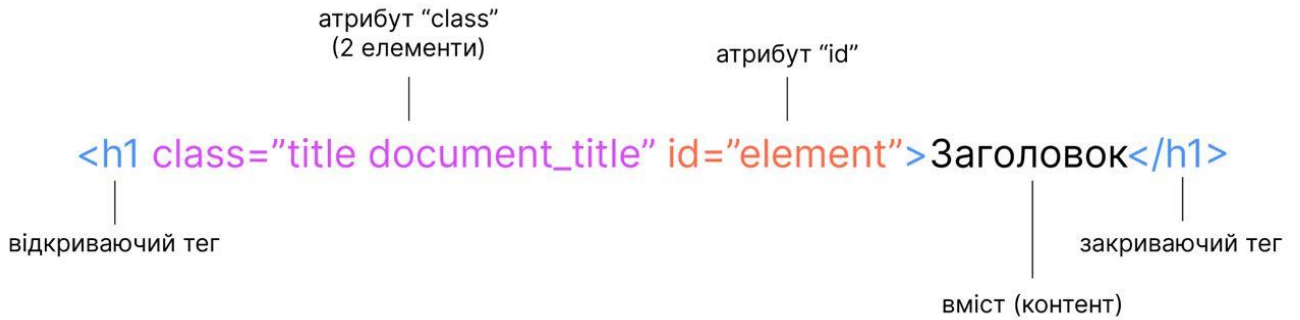 атрибут “class”
(2 елементи)
атрибут “id”
<h1 class=”title document_title” id=”element”>Заголовок</h1>
відкриваючий тег
закриваючий тег
вміст (контент)